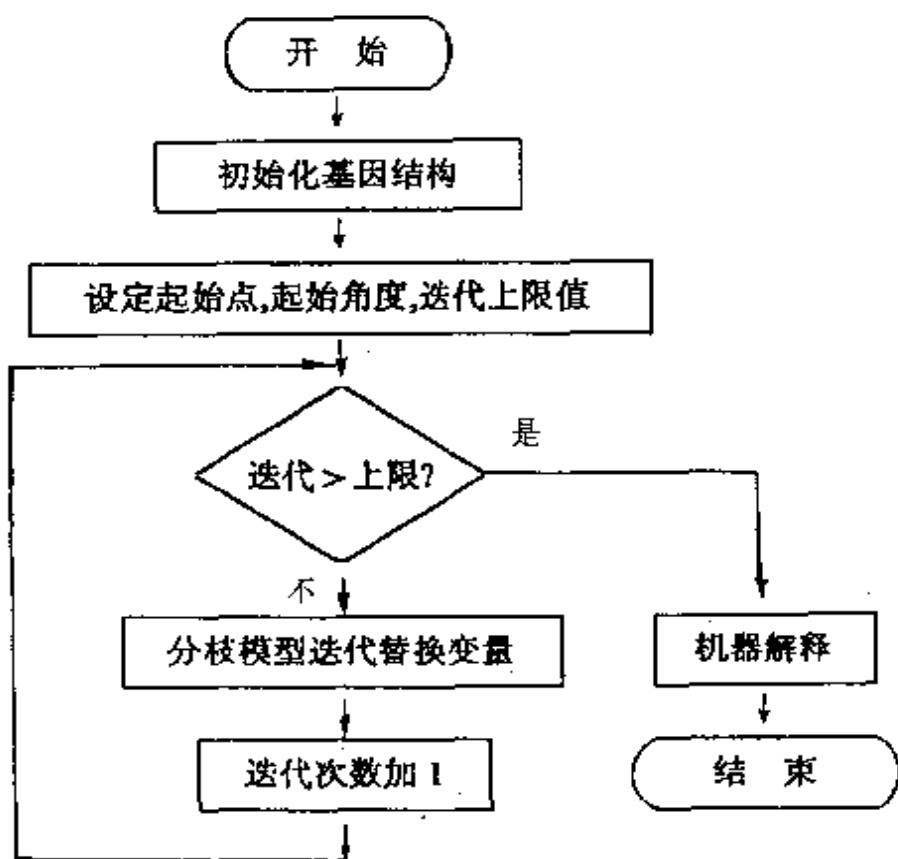 开 始
初始化基因结构
设定起始点,起始角度,迭代上限值
迭代 > 上限?
是
不
分枝模型迭代替换变量
机器解释
迭代次数加 1
结 束